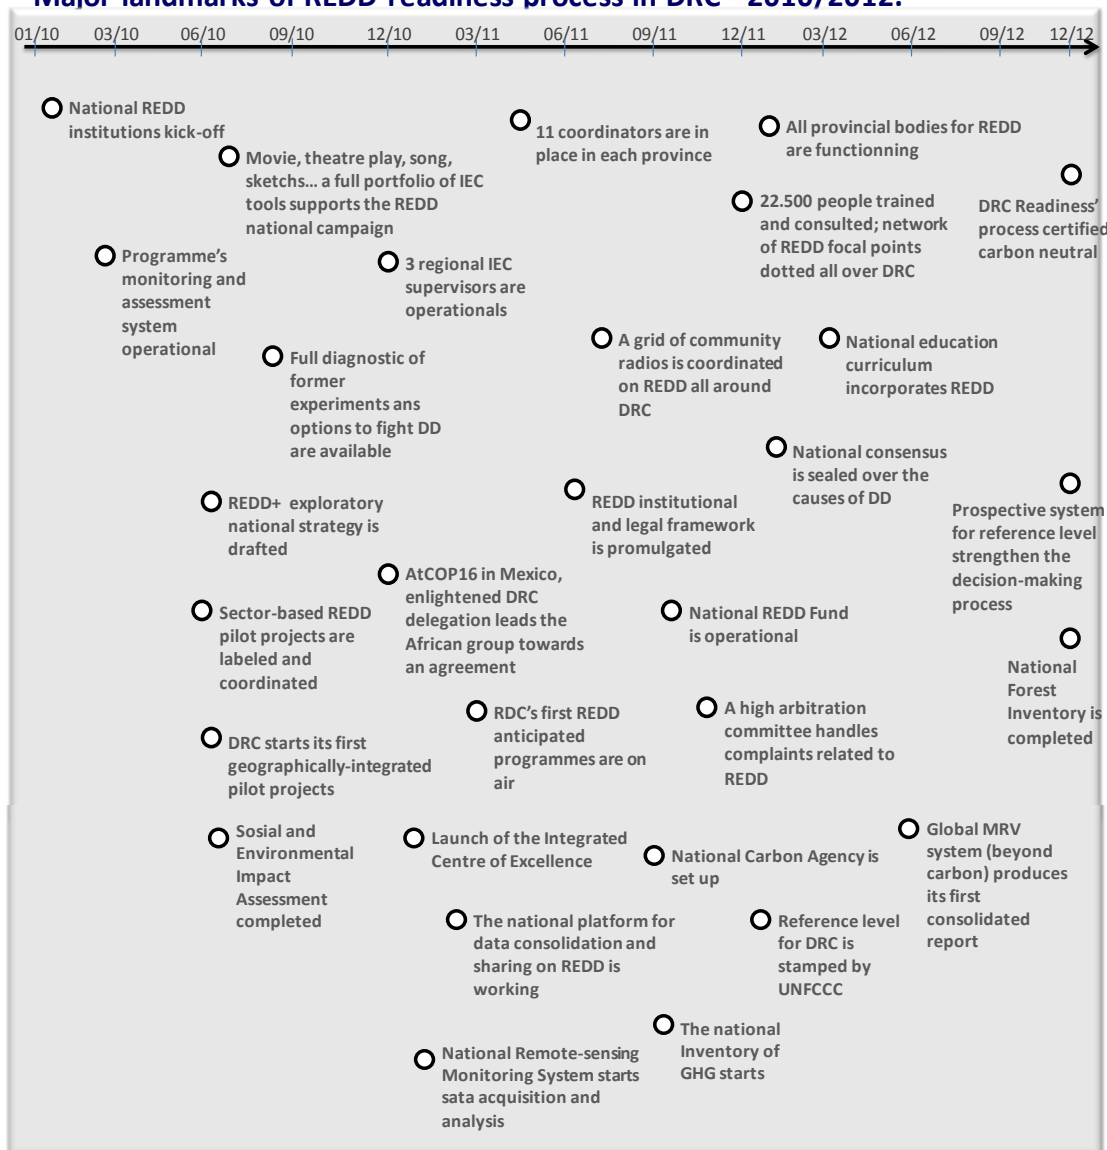 Major landmarks of REDD readiness process in DRC - 2010/2012:
01/10 03/10 06/10 09/10 12/10 03/11 06/11 09/11 12/11 03/12 06/12 09/12 12/12
National REDD
institutions kick-off
11 coordinators are in
place in each province
All provincial bodies for REDD
are functionning
Movie, theatre play, song,
sketchs... a full portfolio of IEC
tools supports the REDD
national campaign
22.500 people trained
and consulted; network
of REDD focal points
dotted all over DRC
DRC Readiness'
process certified
carbon neutral
Programme's
monitoring and
assessment
system
operational
3 regional IEC
supervisors are
operationals
A grid of community
radios is coordinated
on REDD all around
DRC
National education
curriculum
incorporates REDD
Full diagnostic of
former
experiments ans
options to fight DD
are available
National consensus
is sealed over the
causes of DD
REDD+ exploratory
national strategy is
drafted
REDD institutional
and legal framework
is promulgated
Prospective system
for reference level
strengthen the
decision-making
process
AtCOP16 in Mexico,
enlightened DRC
delegation leads the
African group towards
an agreement
Sector-based REDD
pilot projects are
labeled and
coordinated
National REDD Fund
is operational
National
Forest
Inventory is
completed
RDC's first REDD
anticipated
programmes are on
air
A high arbitration
committee handles
complaints related to
REDD
DRC starts its first
geographically-integrated
pilot projects
Sosial and
Environmental
Impact
Assessment
completed
Launch of the Integrated
Centre of Excellence
National Carbon Agency is
set up
Global MRV
system (beyond
carbon) produces
its first
consolidated
report
The national platform for
data consolidation and
sharing on REDD is
working
Reference level
for DRC is
stamped by
UNFCCC
The national
Inventory of
GHG starts
National Remote-sensing
Monitoring System starts
sata acquisition and
analysis